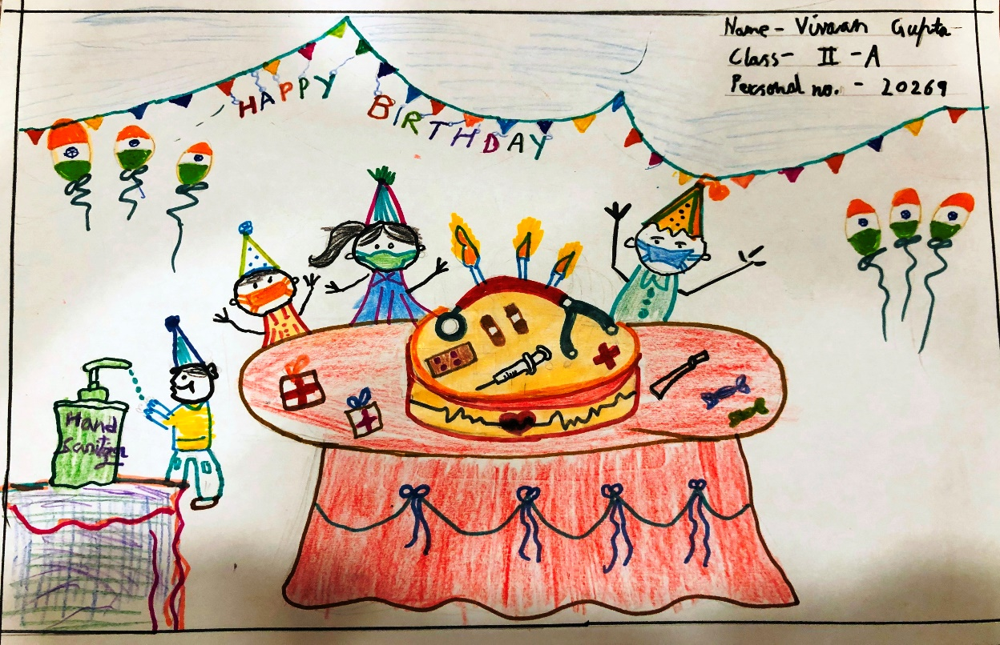 Name - Vivaan Gupta
Class - II - A
Personal no. - 20269
HAPPY BIRTHDAY
Hand
Sanitizer